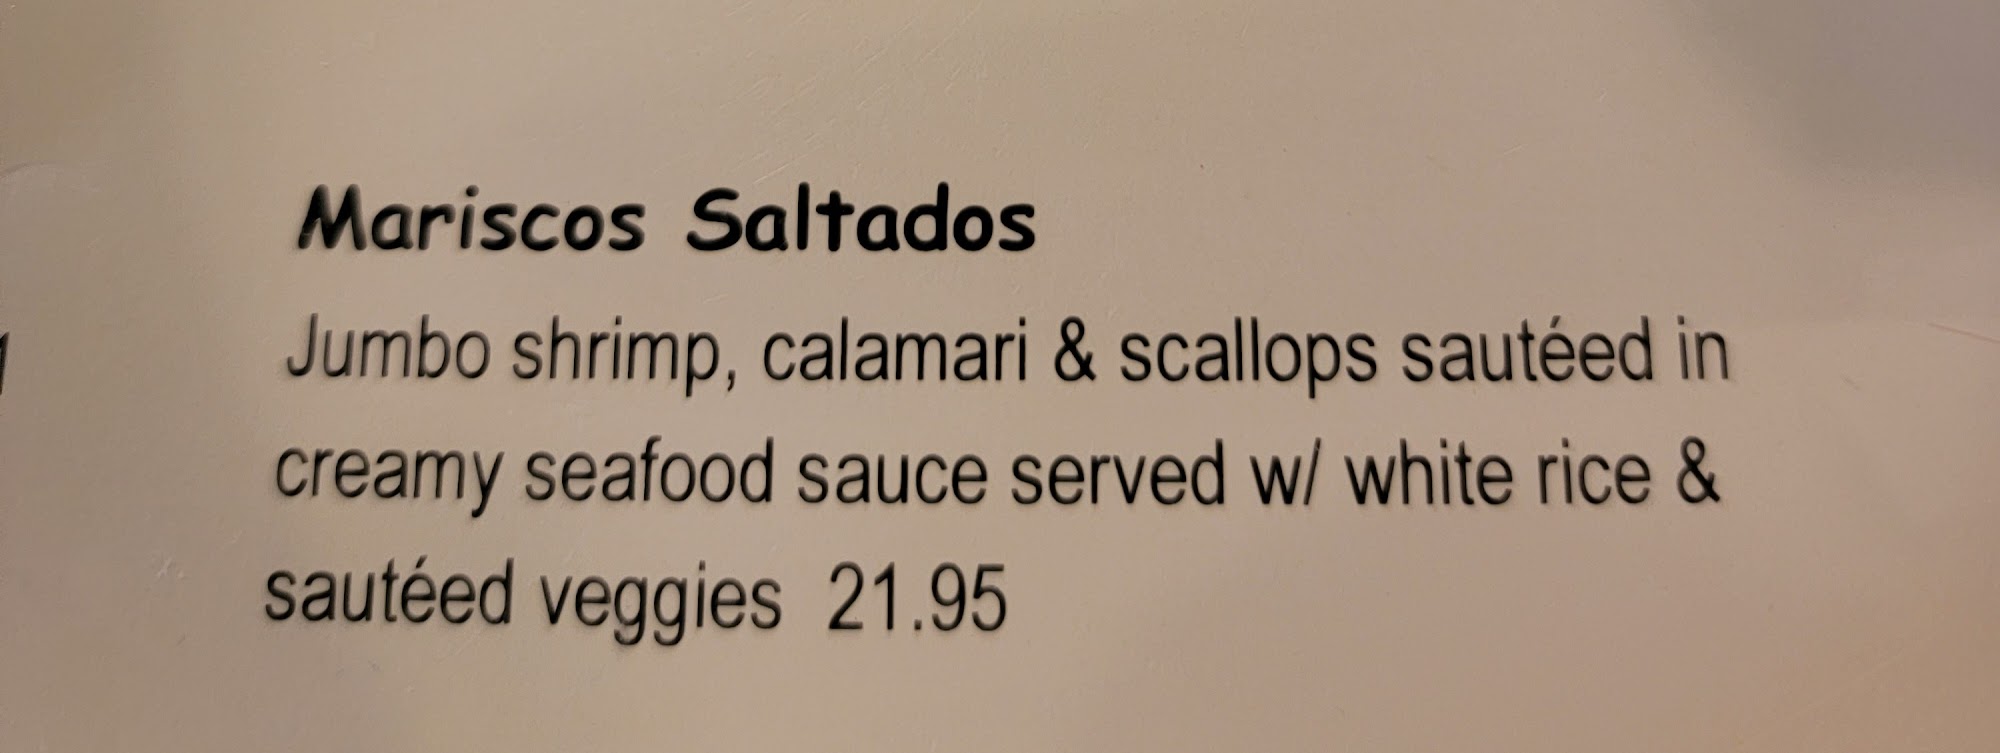 Mariscos Saltados
Jumbo shrimp, calamari & scallops sautéed in
creamy seafood sauce served w/ white rice &
sautéed veggies 21.95